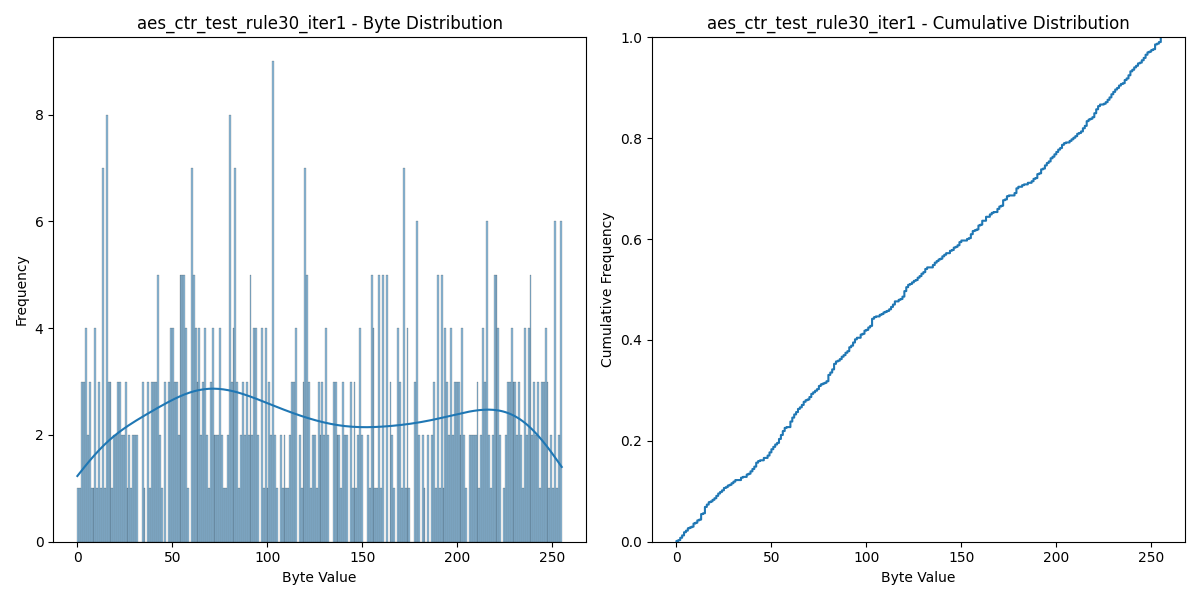 aes_ctr_test_rule30_iter1 - Byte Distribution
Frequency
8
6
4
2
0
0 50 100 150 200 250
Byte Value
aes_ctr_test_rule30_iter1 - Cumulative Distribution
Cumulative Frequency
1.0
0.8
0.6
0.4
0.2
0.0
0 50 100 150 200 250
Byte Value